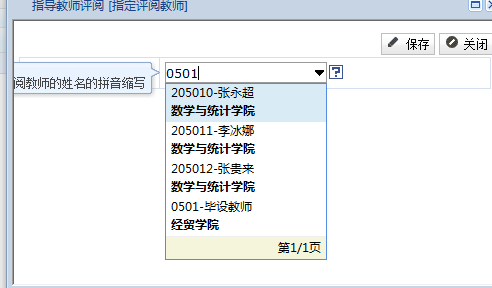 指导教师评阅 [指定评阅教师]
保存
关闭
阅教师的姓名的拼音缩写
0501
205010-张永超
数学与统计学院
205011-李冰娜
数学与统计学院
205012-张贵来
数学与统计学院
0501-毕设教师
经贸学院
第1/1页